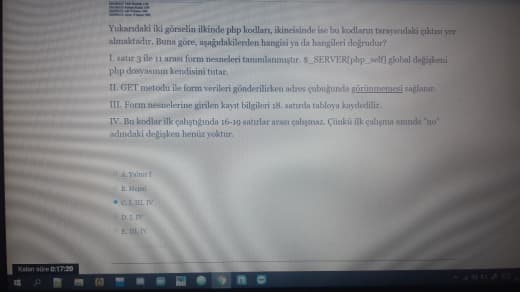 Yukarıdaki iki görselin ilkinde php kodları, ikincisinde ise bu kodların tarayıcıdaki çıktısı yer
almaktadır. Buna göre, aşağıdakilerden hangisi ya da hangileri doğrudur?
I. satır 3 ile 11 arası form nesneleri tanımlanmıştır. $_SERVER[php_self] global değişkeni
php dosyasının kendisini tutar.
II. GET metodu ile form verileri gönderilirken adres çubuğunda görünmemesi sağlanır.
III. Form nesnelerine girilen kayıt bilgileri 18. satırda tabloya kaydedilir.
IV. Bu kodlar ilk çalıştığında 16-19 satırlar arası çalışmaz. Çünkü ilk çalışma anında "no"
adındaki değişken henüz yoktur.
A. Yalnız I
B. Hepsi
C. I, III, IV
D. I, IV
E. III, IV
Kalan süre 0:17:20